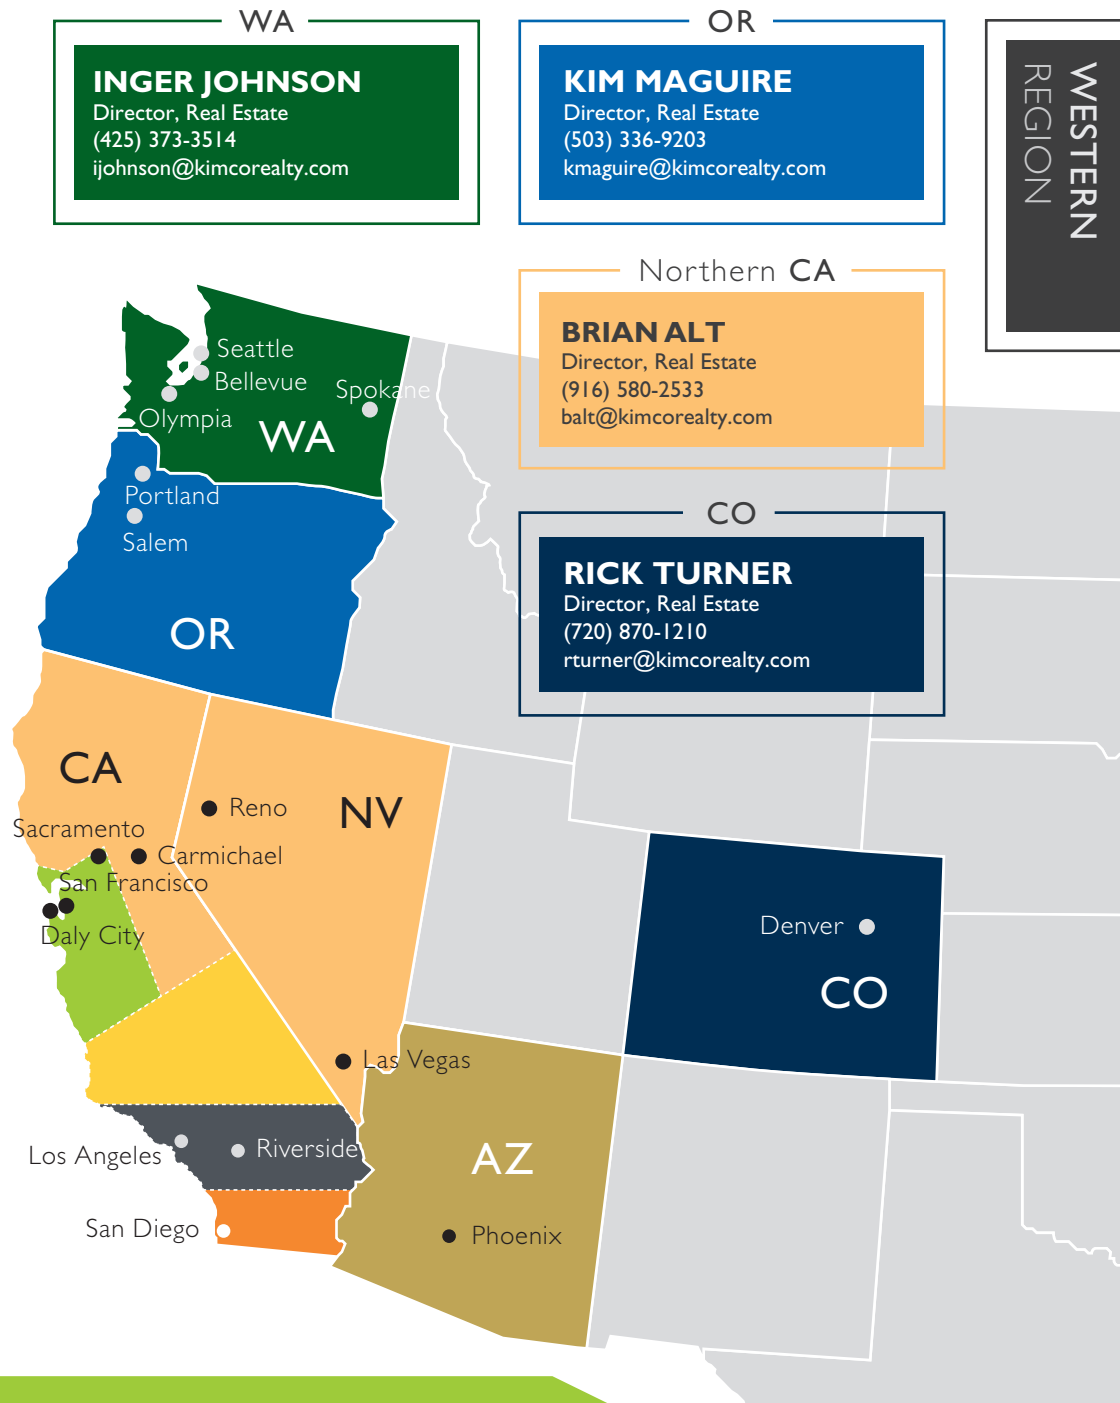 WA
INGER JOHNSON
Director, Real Estate
(425) 373-3514
ijohnson@kimcorealty.com
OR
KIM MAGUIRE
Director, Real Estate
(503) 336-9203
kmaguire@kimcorealty.com
WESTERN
REGION
Northern CA
BRIAN ALT
Director, Real Estate
(916) 580-2533
balt@kimcorealty.com
CO
RICK TURNER
Director, Real Estate
(720) 870-1210
rturner@kimcorealty.com
Seattle
Bellevue
Spokane
Olympia
WA
Portland
Salem
OR
CA
NV
Reno
Sacramento
Carmichael
San Francisco
Daly City
Denver
CO
Las Vegas
Los Angeles
Riverside
AZ
San Diego
Phoenix